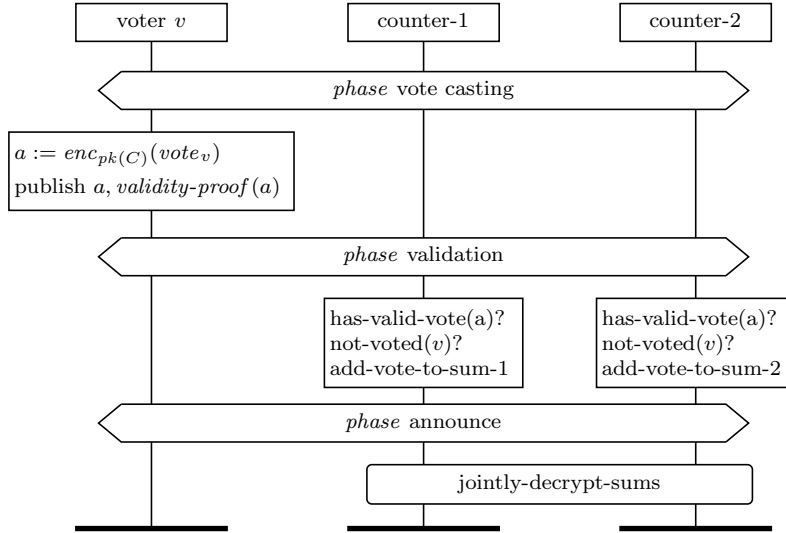 voter v
counter-1
counter-2
phase vote casting
a := enc_{pk(C)}(vote_v)
publish a, validity-proof(a)
phase validation
has-valid-vote(a)?
not-voted(v)?
add-vote-to-sum-1
has-valid-vote(a)?
not-voted(v)?
add-vote-to-sum-2
phase announce
jointly-decrypt-sums